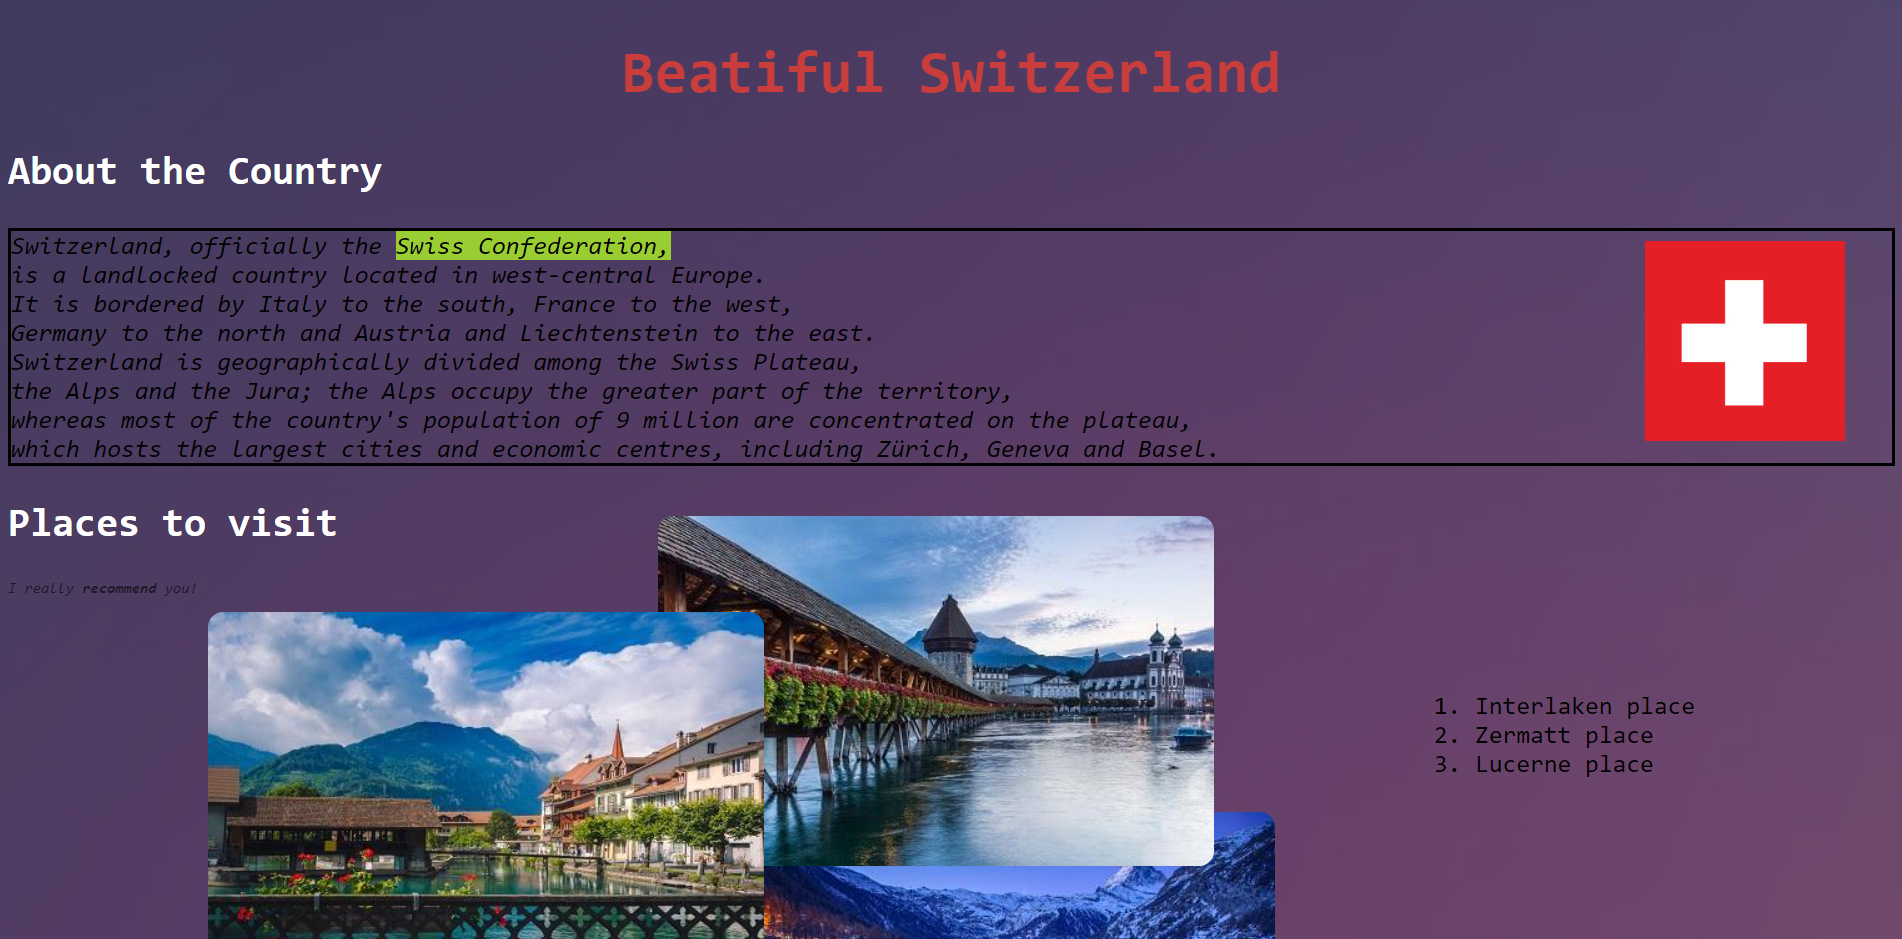 Beatiful Switzerland
About the Country
Switzerland, officially the Swiss Confederation,
is a landlocked country located in west-central Europe.
It is bordered by Italy to the south, France to the west,
Germany to the north and Austria and Liechtenstein to the east.
Switzerland is geographically divided among the Swiss Plateau,
the Alps and the Jura; the Alps occupy the greater part of the territory,
whereas most of the country's population of 9 million are concentrated on the plateau,
which hosts the largest cities and economic centres, including Zürich, Geneva and Basel.
Places to visit
I really recommend you!
1. Interlaken place
2. Zermatt place
3. Lucerne place